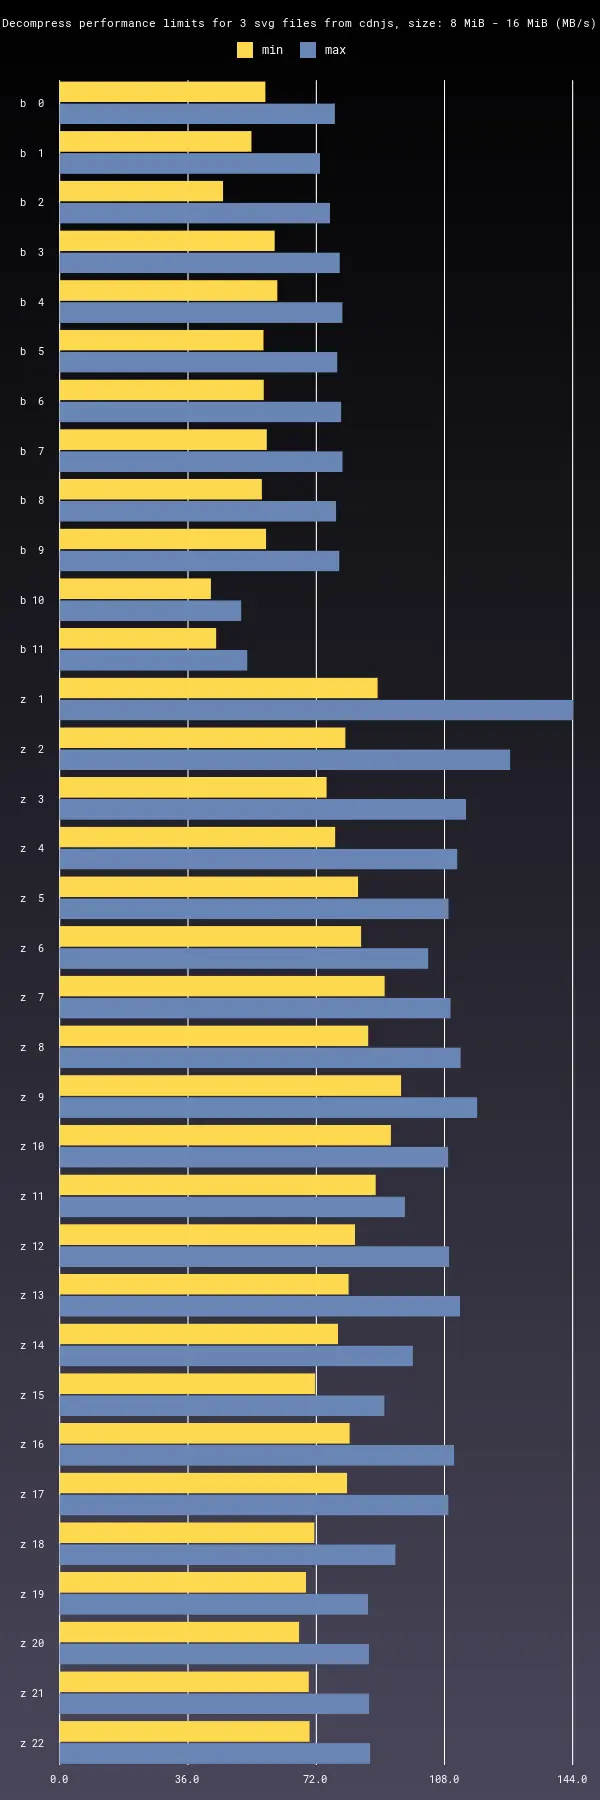 Decompress performance limits for 3 svg files from cdnjs, size: 8 MiB - 16 MiB (MB/s)
min max
b 0
b 1
b 2
b 3
b 4
b 5
b 6
b 7
b 8
b 9
b 10
b 11
z 1
z 2
z 3
z 4
z 5
z 6
z 7
z 8
z 9
z 10
z 11
z 12
z 13
z 14
z 15
z 16
z 17
z 18
z 19
z 20
z 21
z 22
0.0 36.0 72.0 108.0 144.0